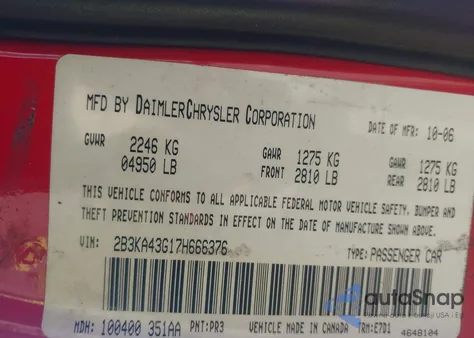 MFD BY DAIMLERCHRYSLER CORPORATION
DATE OF MFR: 10-06
GVWR 2246 KG GAWR 1275 KG GAWR 1275 KG
04950 LB FRONT 2810 LB REAR 2810 LB
THIS VEHICLE CONFORMS TO ALL APPLICABLE FEDERAL MOTOR VEHICLE SAFETY, BUMPER AND
THEFT PREVENTION STANDARDS IN EFFECT ON THE DATE OF MANUFACTURE SHOWN ABOVE.
VIN: 2B3KA43G17H666376 TYPE: PASSENGER CAR
autoSnap
MDH: 100400 351AA PNT: PR3 VEHICLE MADE IN CANADA TRM: E7D1
4648104